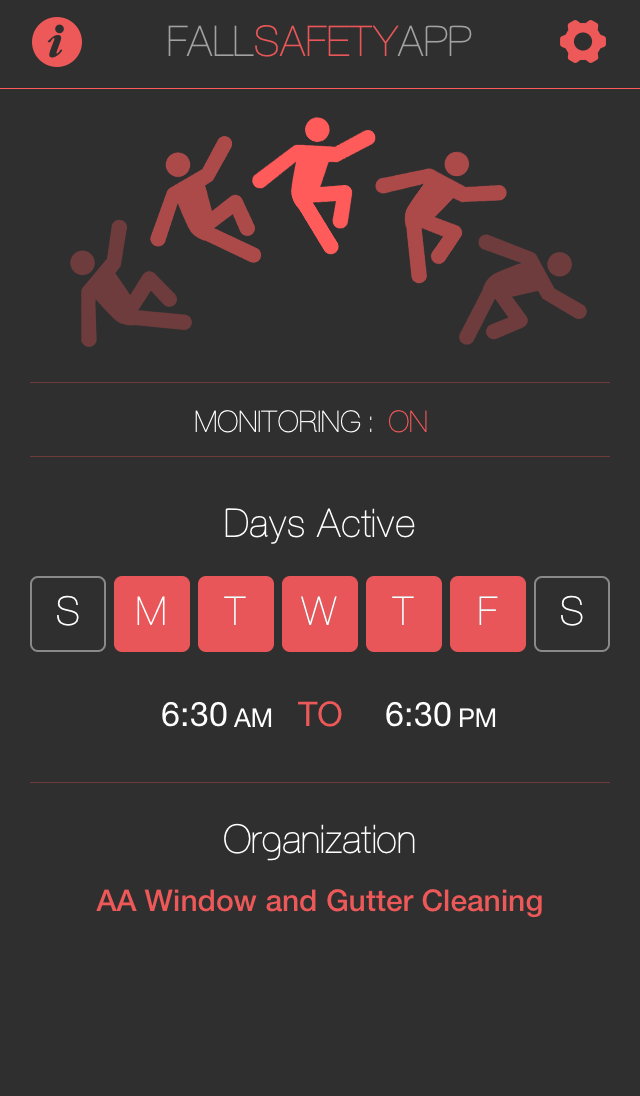 i FALLSAFETYAPP
MONITORING : ON
Days Active
S M T W T F S
6:30 AM TO 6:30 PM
Organization
AA Window and Gutter Cleaning